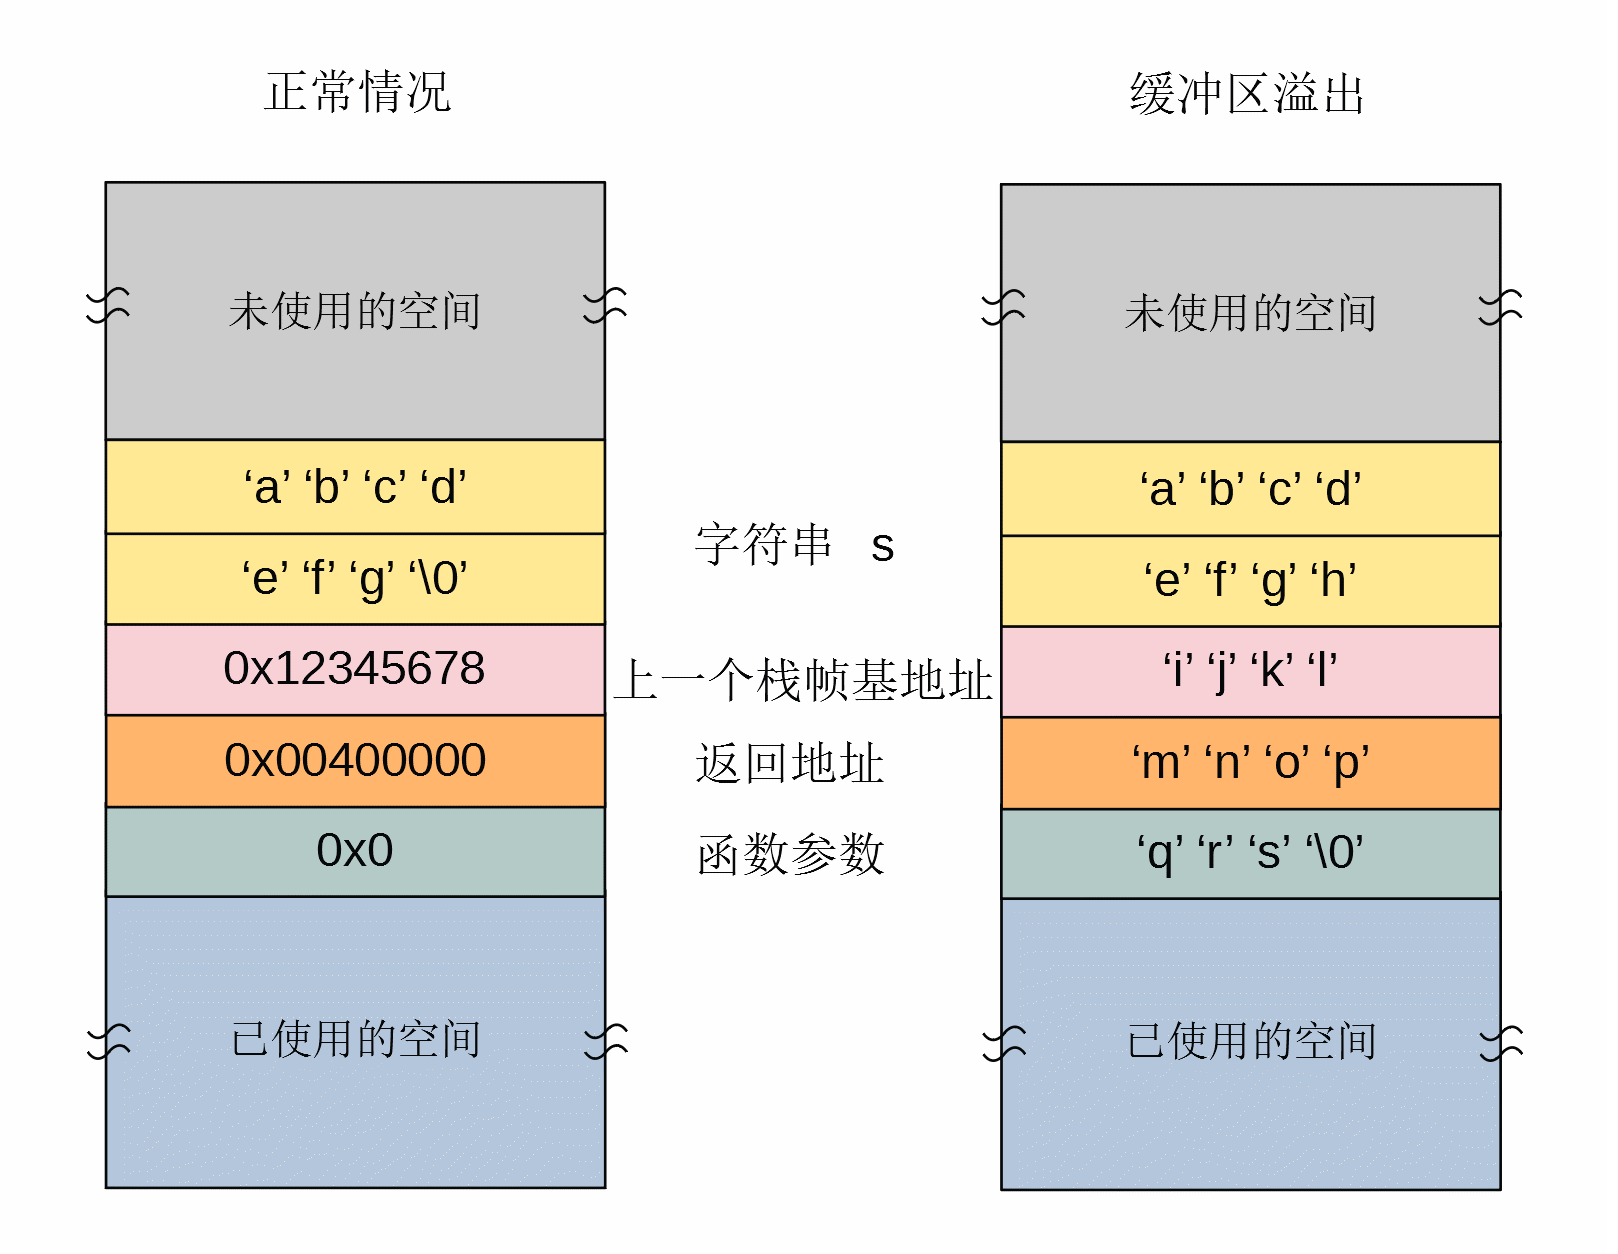 正常情况
缓冲区溢出
未使用的空间
未使用的空间
‘a’ ‘b’ ‘c’ ‘d’
‘e’ ‘f’ ‘g’ ‘\0’
0x12345678
0x00400000
0x0
已使用的空间
字符串 s
上一个栈帧基地址
返回地址
函数参数
‘a’ ‘b’ ‘c’ ‘d’
‘e’ ‘f’ ‘g’ ‘h’
‘i’ ‘j’ ‘k’ ‘l’
‘m’ ‘n’ ‘o’ ‘p’
‘q’ ‘r’ ‘s’ ‘\0’
已使用的空间